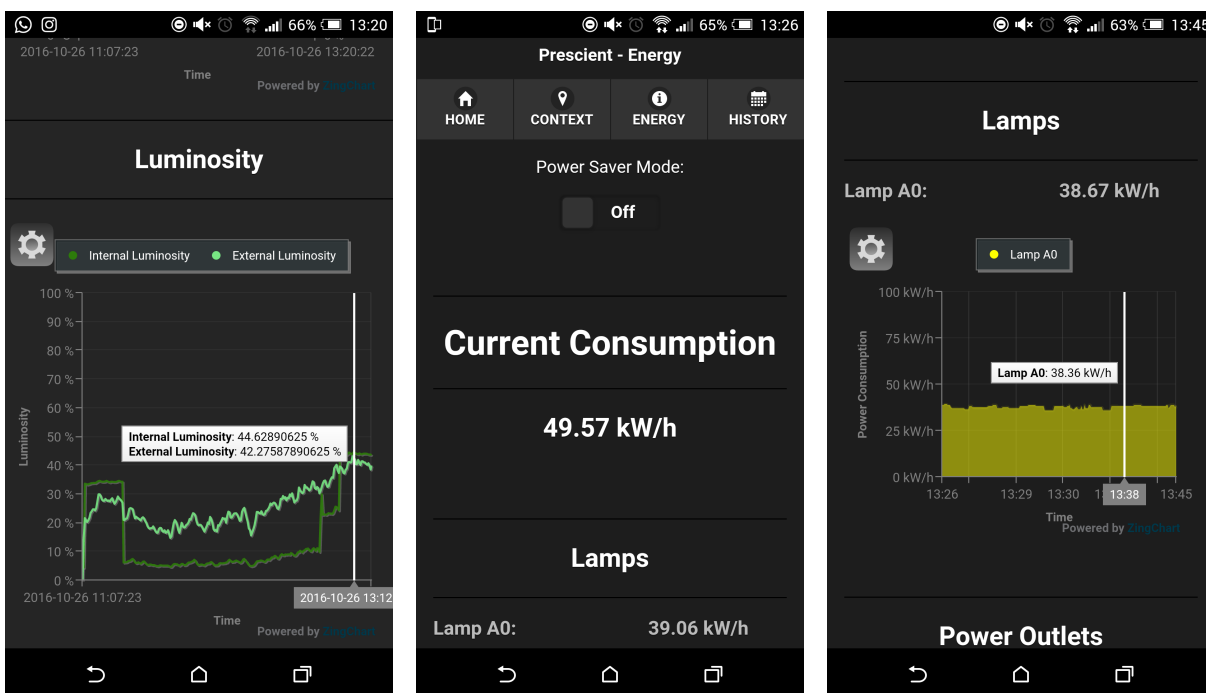 66% 13:20
2016-10-26 11:07:23 2016-10-26 13:20:22
Time
Powered by ZingChart
Luminosity
Internal Luminosity External Luminosity
100 %
90 %
80 %
70 %
60 %
50 %
40 %
30 %
20 %
10 %
0 %
Luminosity
Internal Luminosity: 44.62890625 %
External Luminosity: 42.27587890625 %
2016-10-26 11:07:23 2016-10-26 13:12
Time
Powered by ZingChart
65% 13:26
Prescient - Energy
HOME CONTEXT ENERGY HISTORY
Power Saver Mode:
Off
Current Consumption
49.57 kW/h
Lamps
Lamp A0: 39.06 kW/h
63% 13:45
Lamps
Lamp A0: 38.67 kW/h
Lamp A0
100 kW/h
75 kW/h
50 kW/h
25 kW/h
0 kW/h
Power Consumption
Lamp A0: 38.36 kW/h
13:26 13:29 13:30 13:38 13:45
Time
Powered by ZingChart
Power Outlets